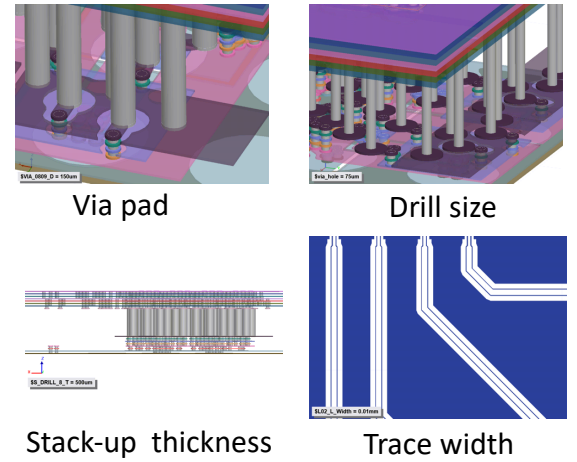 $VIA_0809_D = 150um
$via_hole = 75um
Via pad
Drill size
$S_DRILL_8_T = 500um
$L02_L_Width = 0.01mm
Stack-up thickness
Trace width